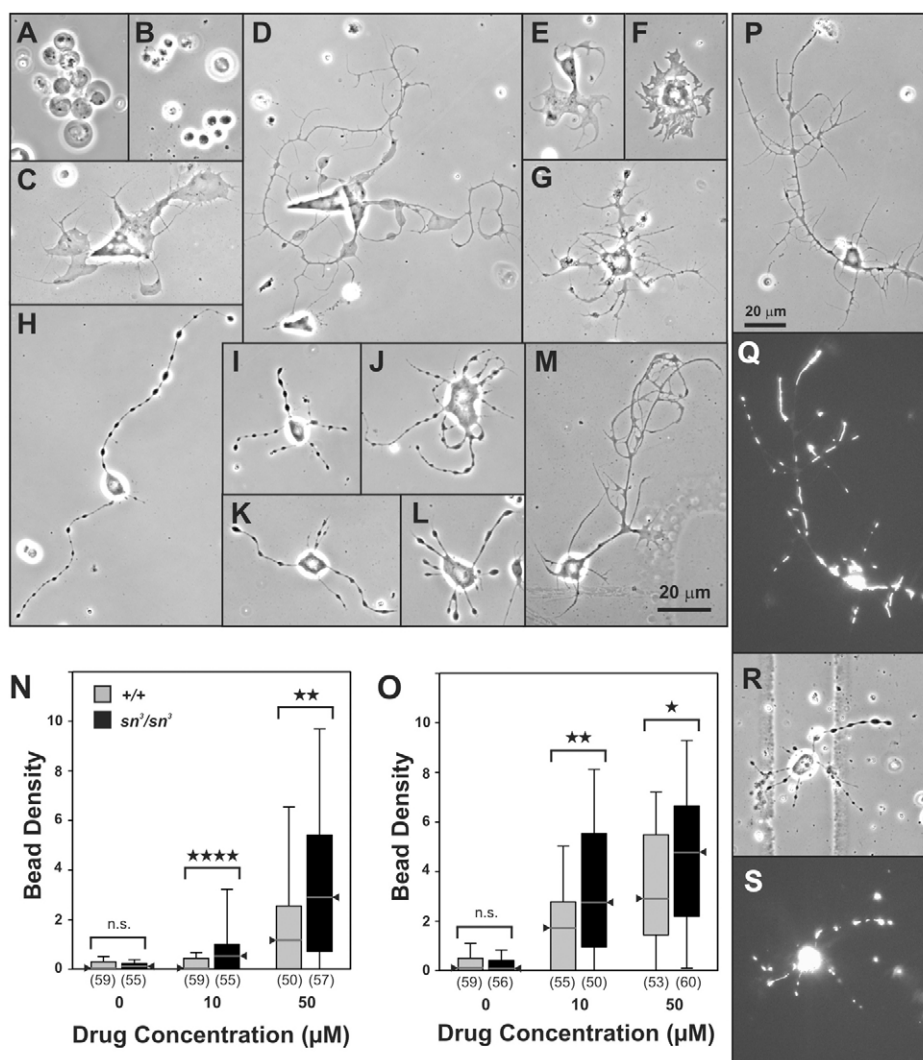 A
B
D
E
F
P
C
G
20 μm
H
I
J
M
Q
K
L
20 μm
N
+/+
sn³/sn³
★★
O
★
R
★★
★★★★
n.s.
n.s.
S
Bead Density
10
8
6
4
2
0
(59) (55)
(59) (55)
(50) (57)
0
10
50
Drug Concentration (μM)
Bead Density
10
8
6
4
2
0
(59) (56)
(55) (50)
(53) (60)
0
10
50
Drug Concentration (μM)